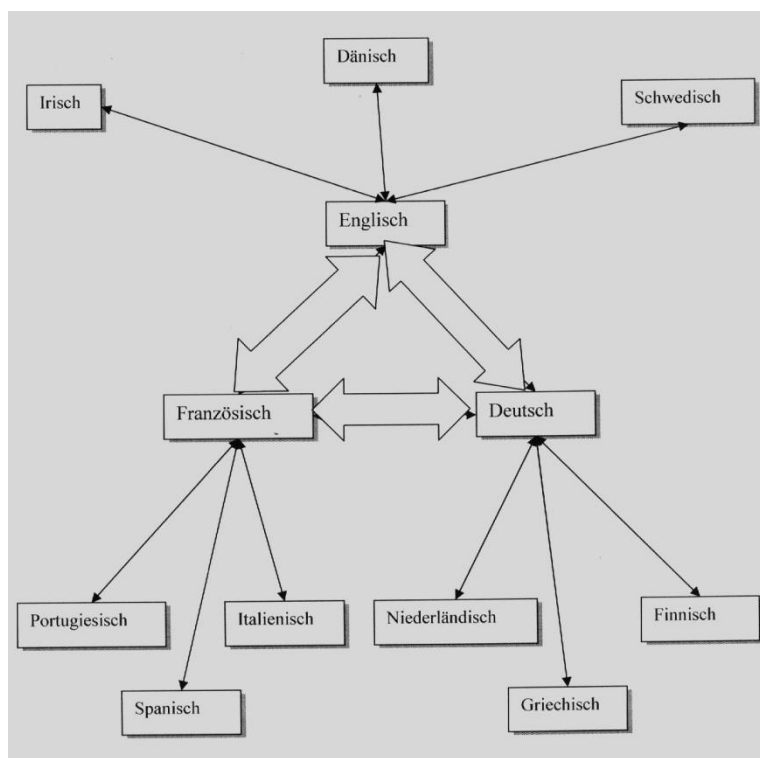 Dänisch
Irisch
Schwedisch
Englisch
Französisch
Deutsch
Portugiesisch
Italienisch
Niederländisch
Finnisch
Spanisch
Griechisch